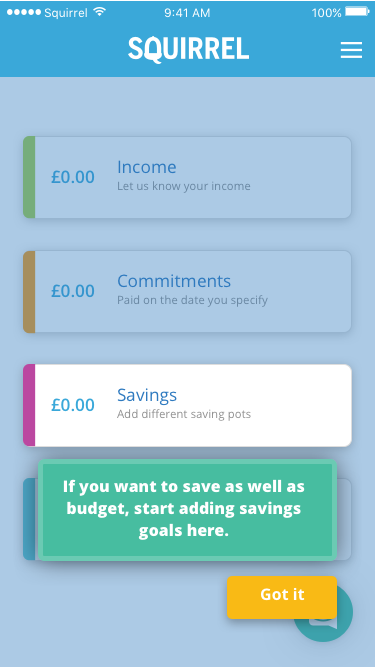 Squirrel 9:41 AM 100%
SQUIRREL
£0.00 Income
Let us know your income
£0.00 Commitments
Paid on the date you specify
£0.00 Savings
Add different saving pots
If you want to save as well as
budget, start adding savings
goals here.
Got it